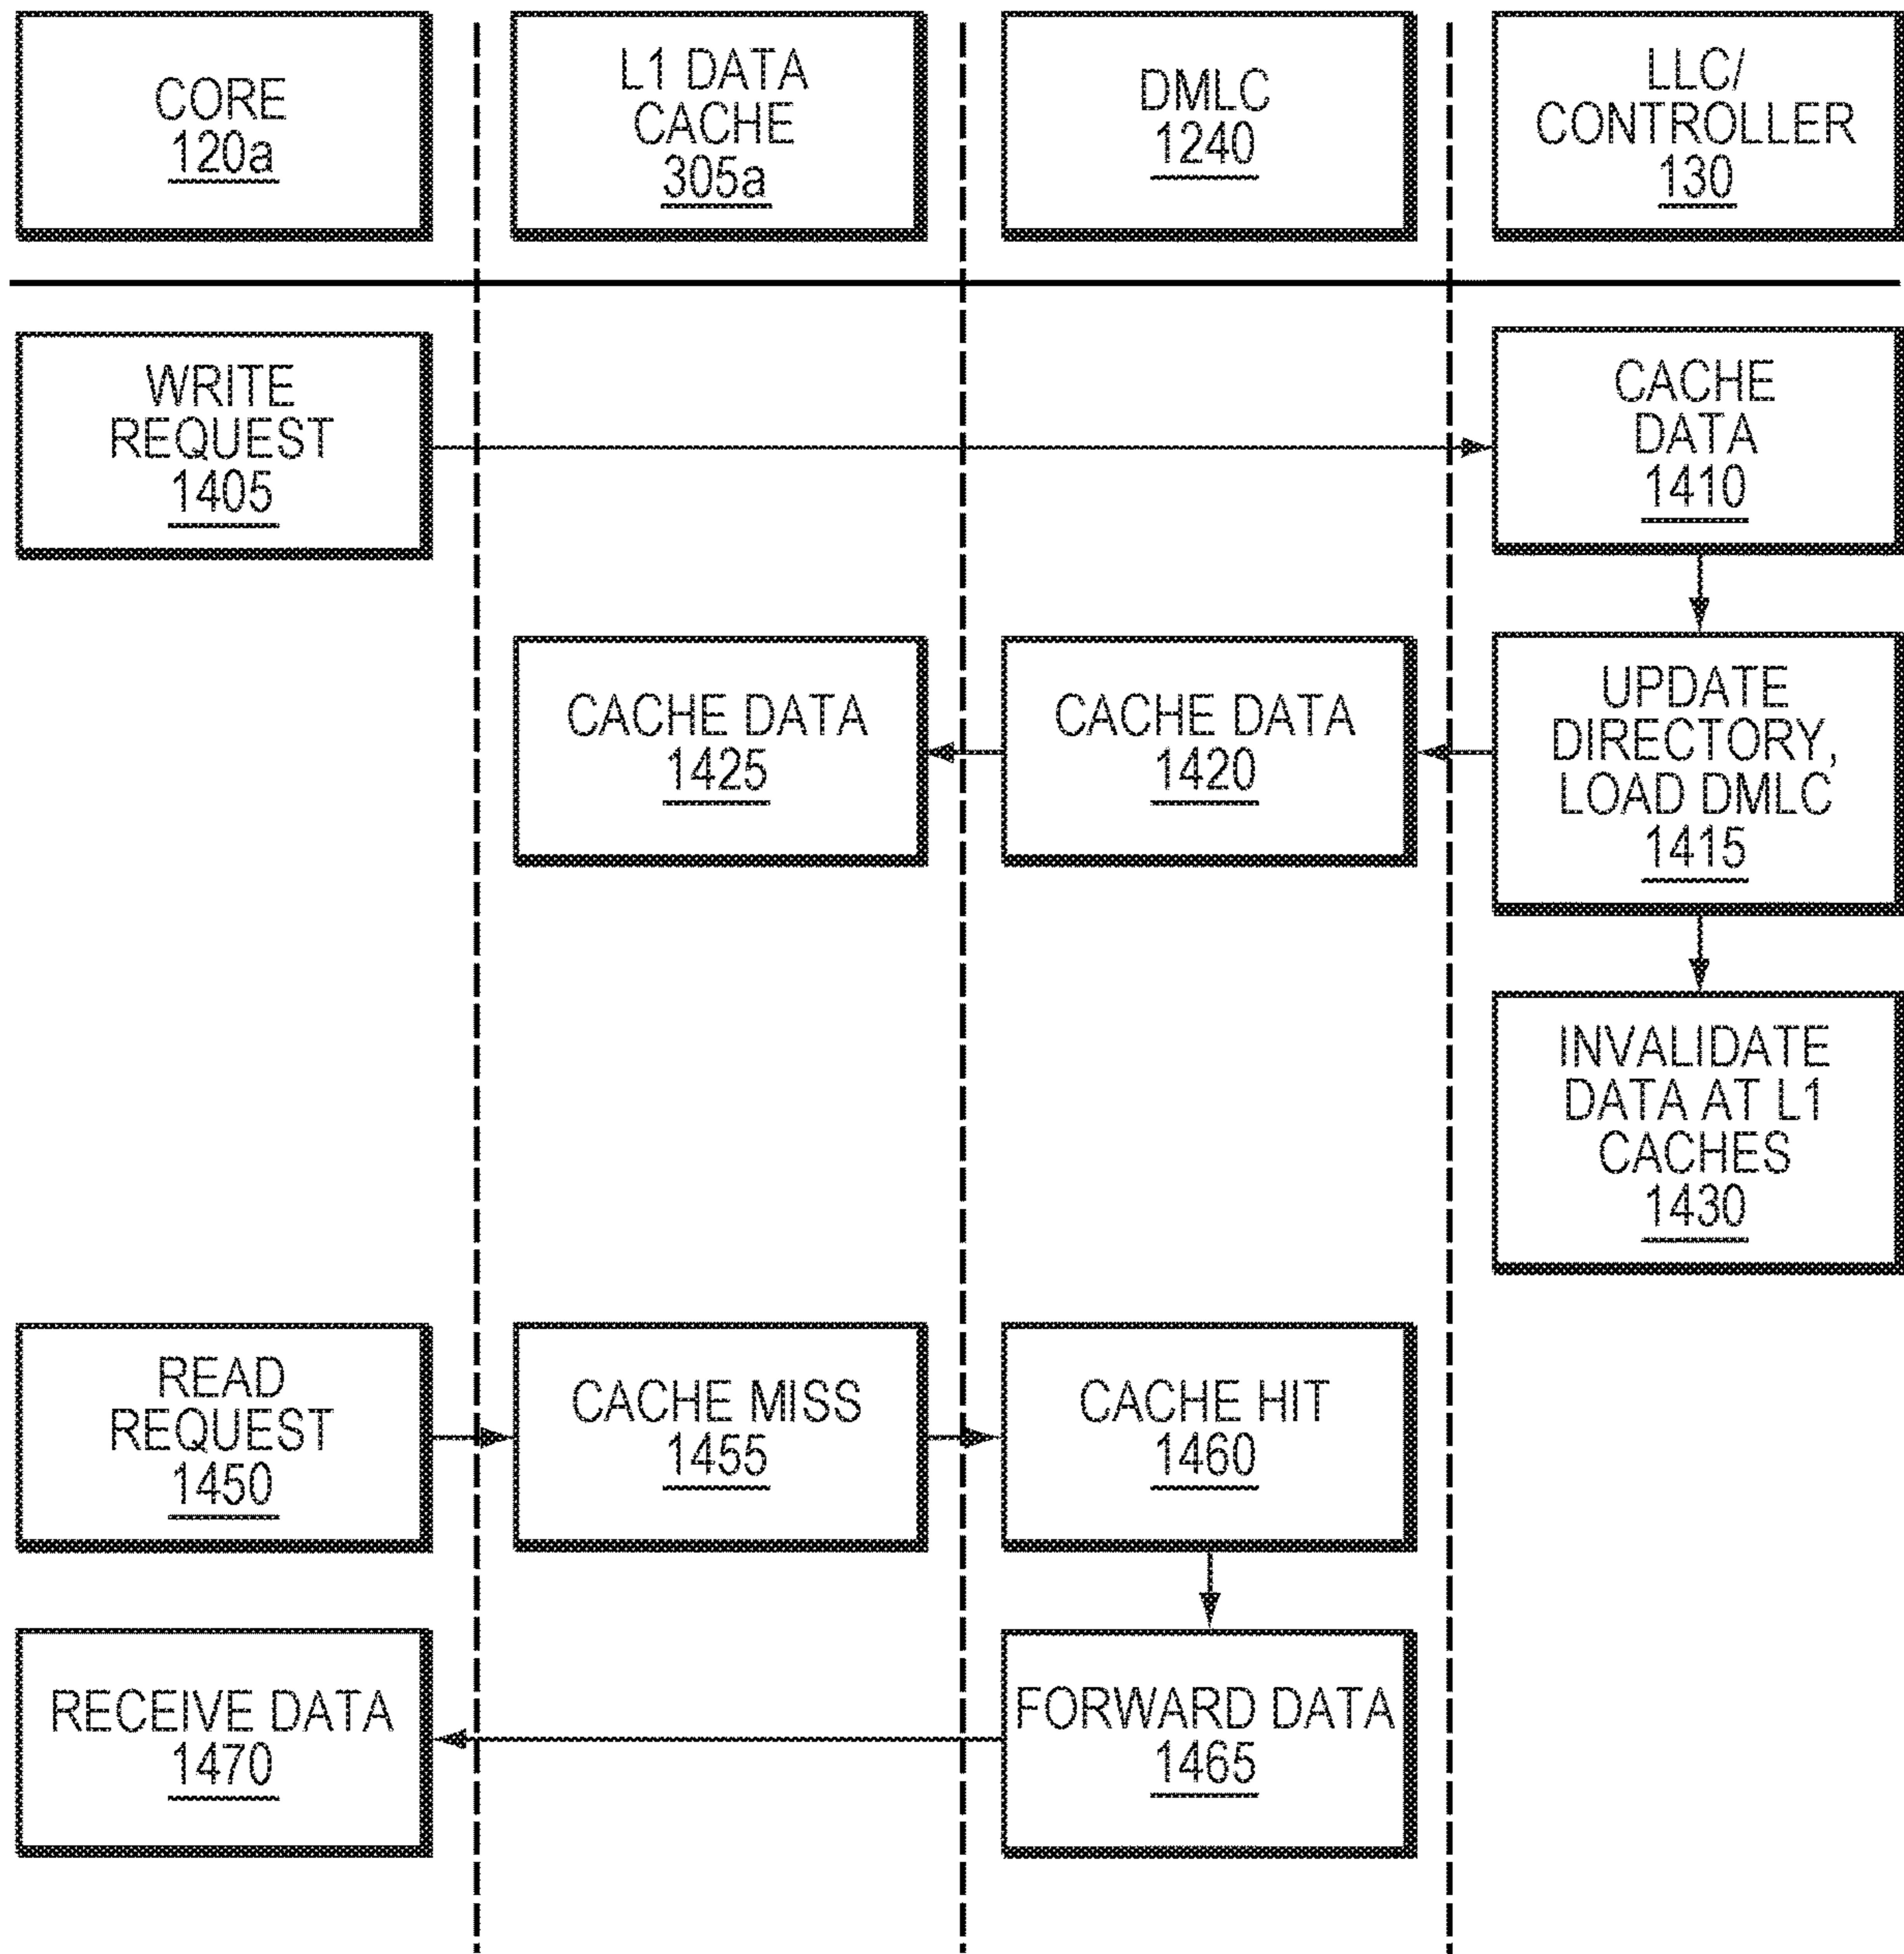 CORE
120a
L1 DATA
CACHE
305a
DMLC
1240
LLC/
CONTROLLER
130
WRITE
REQUEST
1405
CACHE
DATA
1410
CACHE DATA
1425
CACHE DATA
1420
UPDATE
DIRECTORY,
LOAD DMLC
1415
INVALIDATE
DATA AT L1
CACHES
1430
READ
REQUEST
1450
CACHE MISS
1455
CACHE HIT
1460
RECEIVE DATA
1470
FORWARD DATA
1465